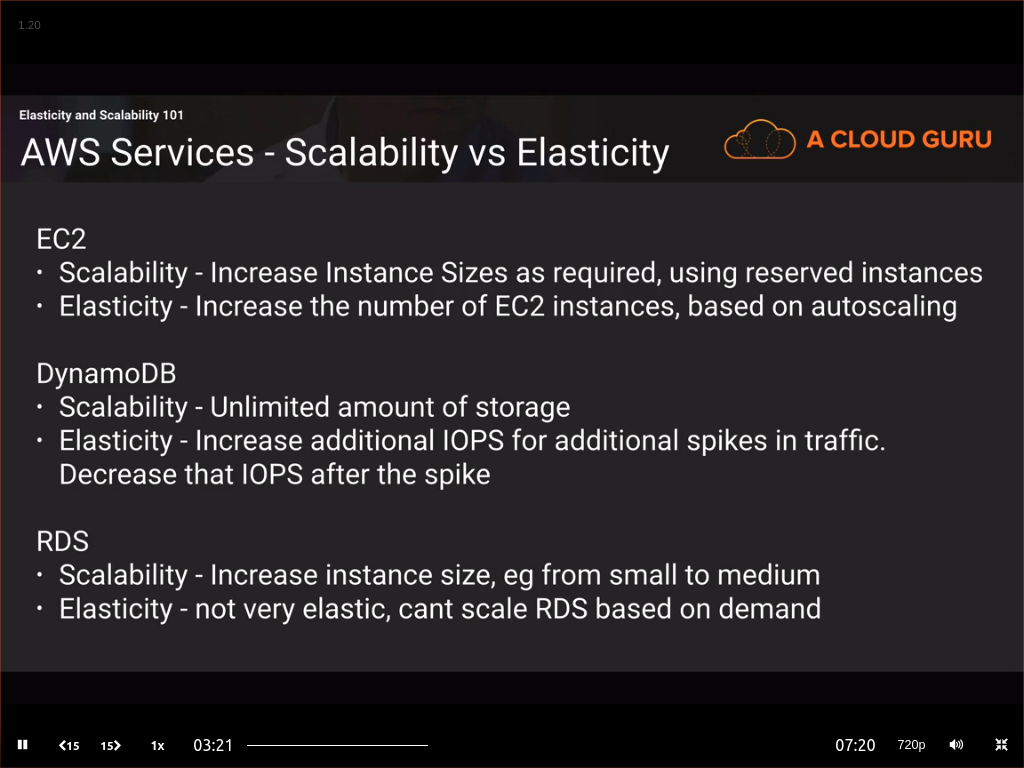 1.20
Elasticity and Scalability 101
AWS Services - Scalability vs Elasticity
A CLOUD GURU
EC2
• Scalability - Increase Instance Sizes as required, using reserved instances
• Elasticity - Increase the number of EC2 instances, based on autoscaling
DynamoDB
• Scalability - Unlimited amount of storage
• Elasticity - Increase additional IOPS for additional spikes in traffic.
Decrease that IOPS after the spike
RDS
• Scalability - Increase instance size, eg from small to medium
• Elasticity - not very elastic, cant scale RDS based on demand
15 15 1x 03:21 07:20 720p